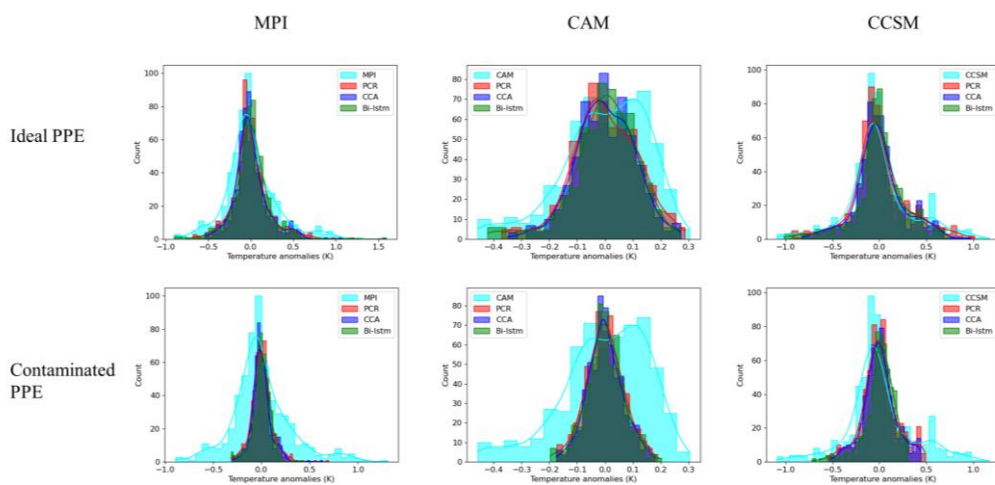 MPI
CAM
CCSM
Ideal PPE
100
80
60
40
20
0
Count
MPI
PCR
CCA
Bi-lstm
−1.0
−0.5
0.0
0.5
1.0
1.5
Temperature anomalies (K)
80
70
60
50
40
30
20
10
0
Count
CAM
PCR
CCA
Bi-lstm
−0.4
−0.3
−0.2
−0.1
0.0
0.1
0.2
0.3
Temperature anomalies (K)
100
80
60
40
20
0
Count
CCSM
PCR
CCA
Bi-lstm
−1.0
−0.5
0.0
0.5
1.0
Temperature anomalies (K)
Contaminated
PPE
100
80
60
40
20
0
Count
MPI
PCR
CCA
Bi-lstm
−1.0
−0.5
0.0
0.5
1.0
Temperature anomalies (K)
80
70
60
50
40
30
20
10
0
Count
CAM
PCR
CCA
Bi-lstm
−0.4
−0.3
−0.2
−0.1
0.0
0.1
0.2
0.3
Temperature anomalies (K)
100
80
60
40
20
0
Count
CCSM
PCR
CCA
Bi-lstm
−1.0
−0.5
0.0
0.5
1.0
Temperature anomalies (K)